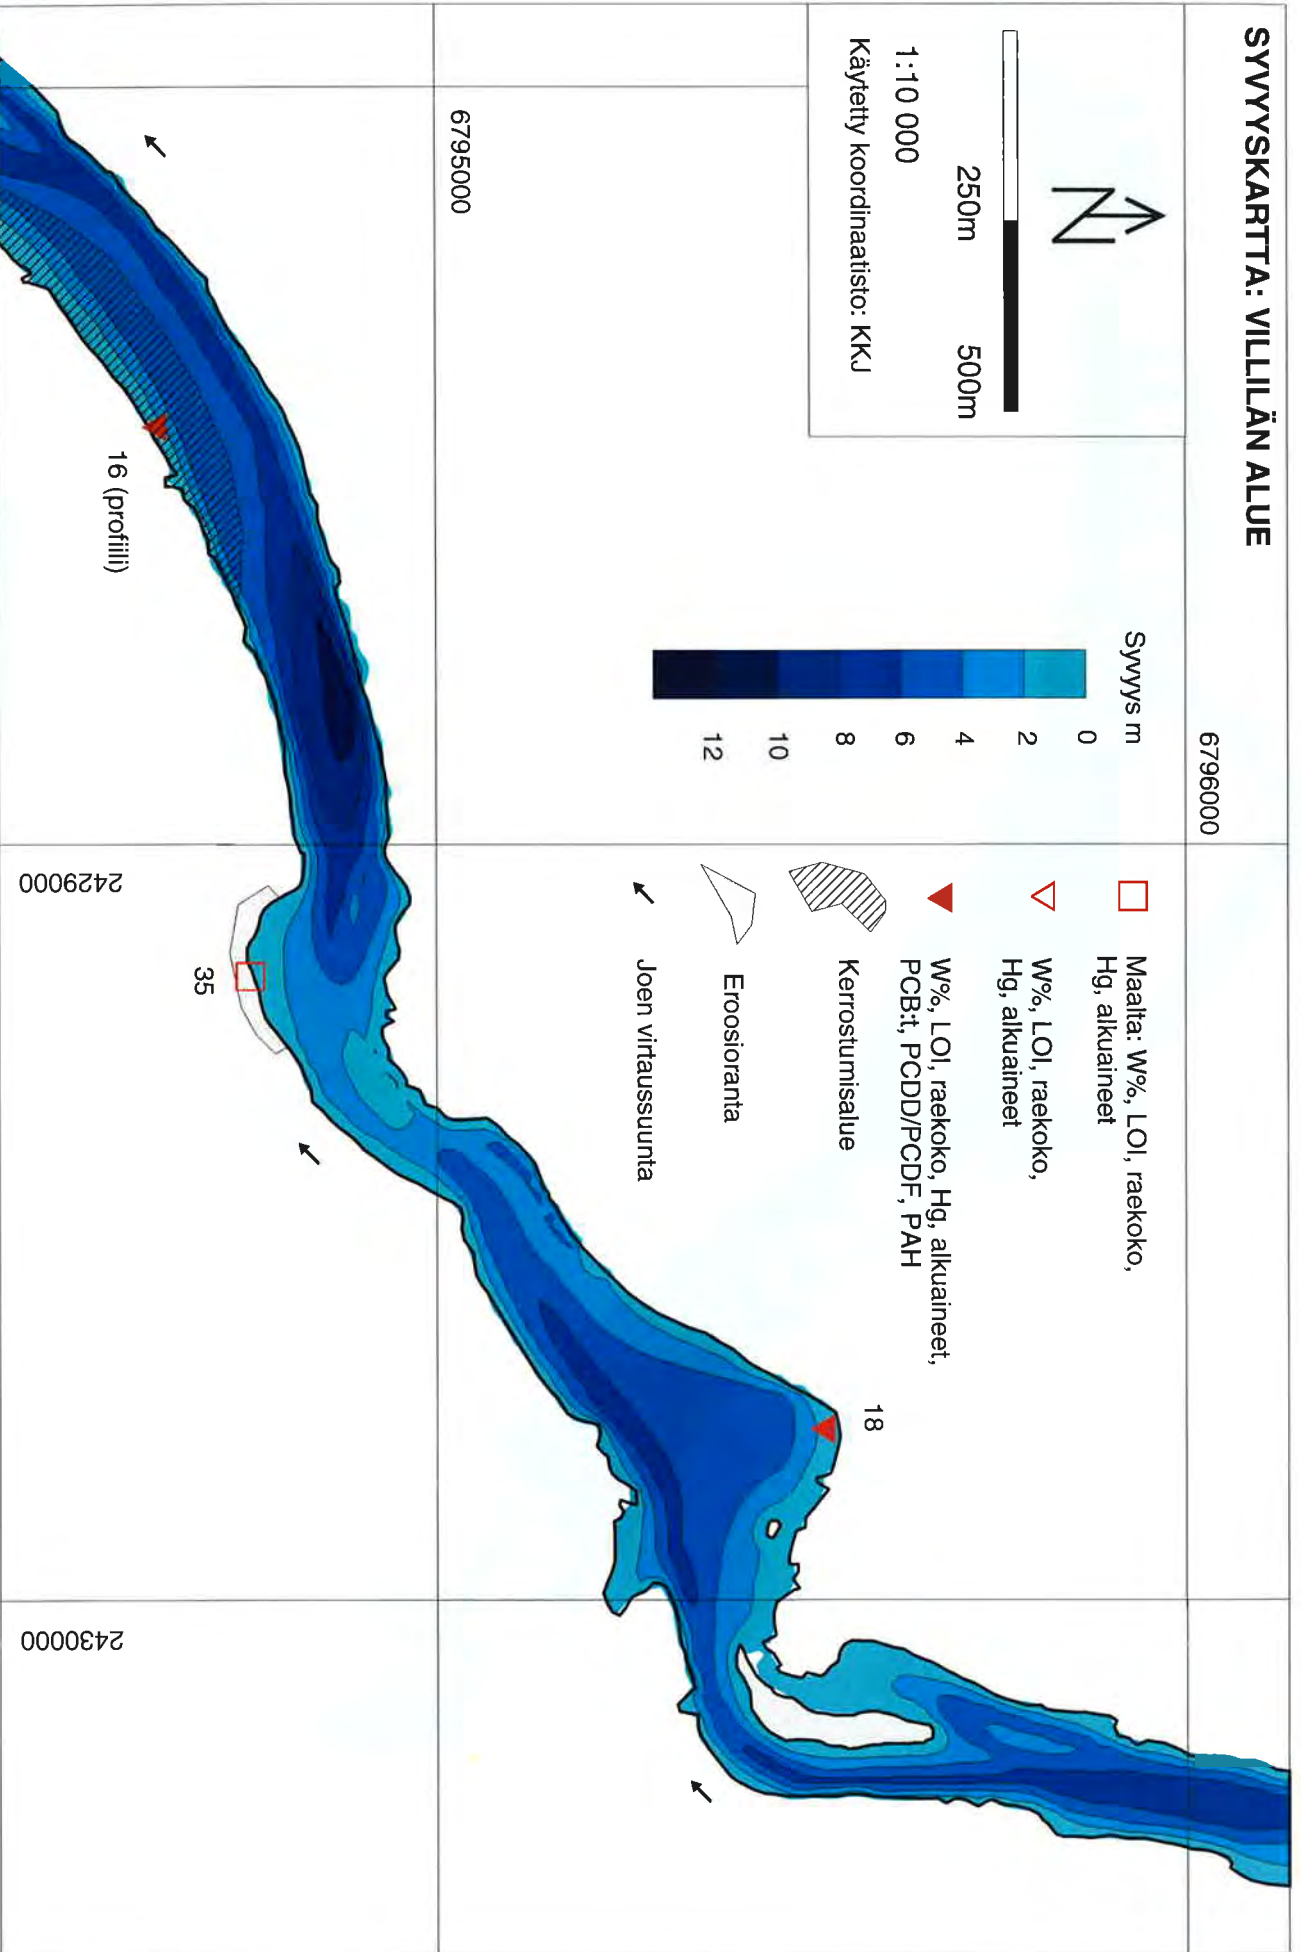 SYVYYSKARTTA: VILLILÄN ALUE
N
250m
500m
1:10 000
Käytetty koordinaatisto: KKJ
Syvyys m
0
2
4
6
8
10
12
Maalta: W%, LOI, raekoko,
Hg, alkuaineet
W%, LOI, raekoko,
Hg, alkuaineet
W%, LOI, raekoko, Hg, alkuaineet,
PCB:t, PCDD/PCDF, PAH
Kerrostumisalue
Eroosioranta
Joen virtaussuunta
6796000
6795000
2429000
2430000
16 (profiili)
35
18